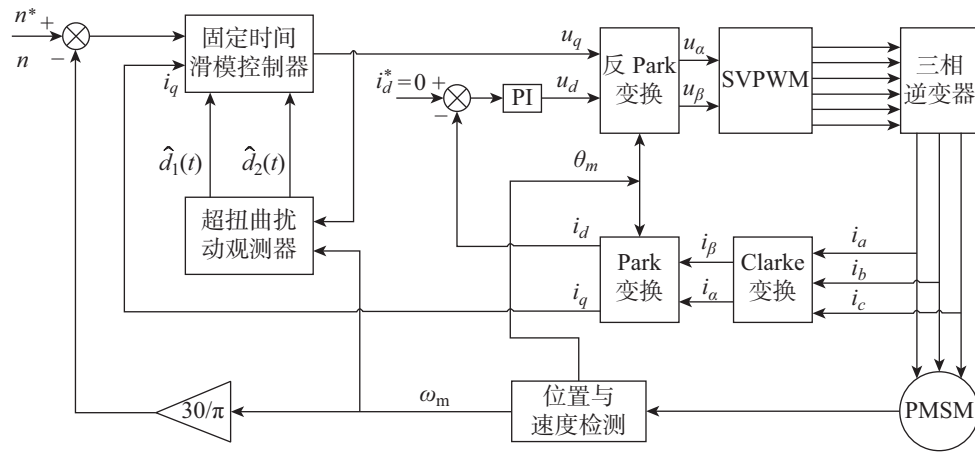 n* +
n
−
i_q
固定时间
滑模控制器
u_q
i_d^*=0 +
−
PI
u_d
反 Park
变换
u_α
u_β
SVPWM
三相
逆变器
d̂_1(t)
d̂_2(t)
θ_m
超扭曲扰
动观测器
i_d
i_q
Park
变换
i_β
i_α
Clarke
变换
i_a
i_b
i_c
30/π
ω_m
位置与
速度检测
PMSM